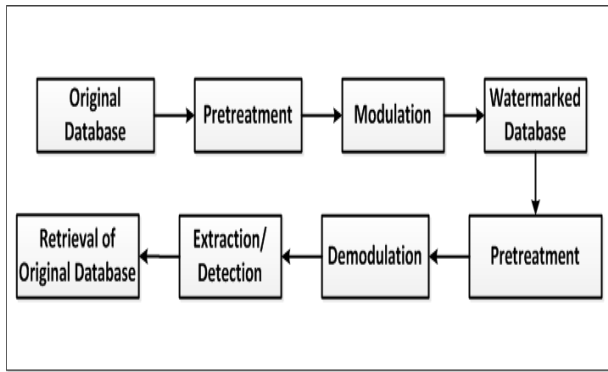 Original
Database
Pretreatment
Modulation
Watermarked
Database
Pretreatment
Demodulation
Extraction/
Detection
Retrieval of
Original Database